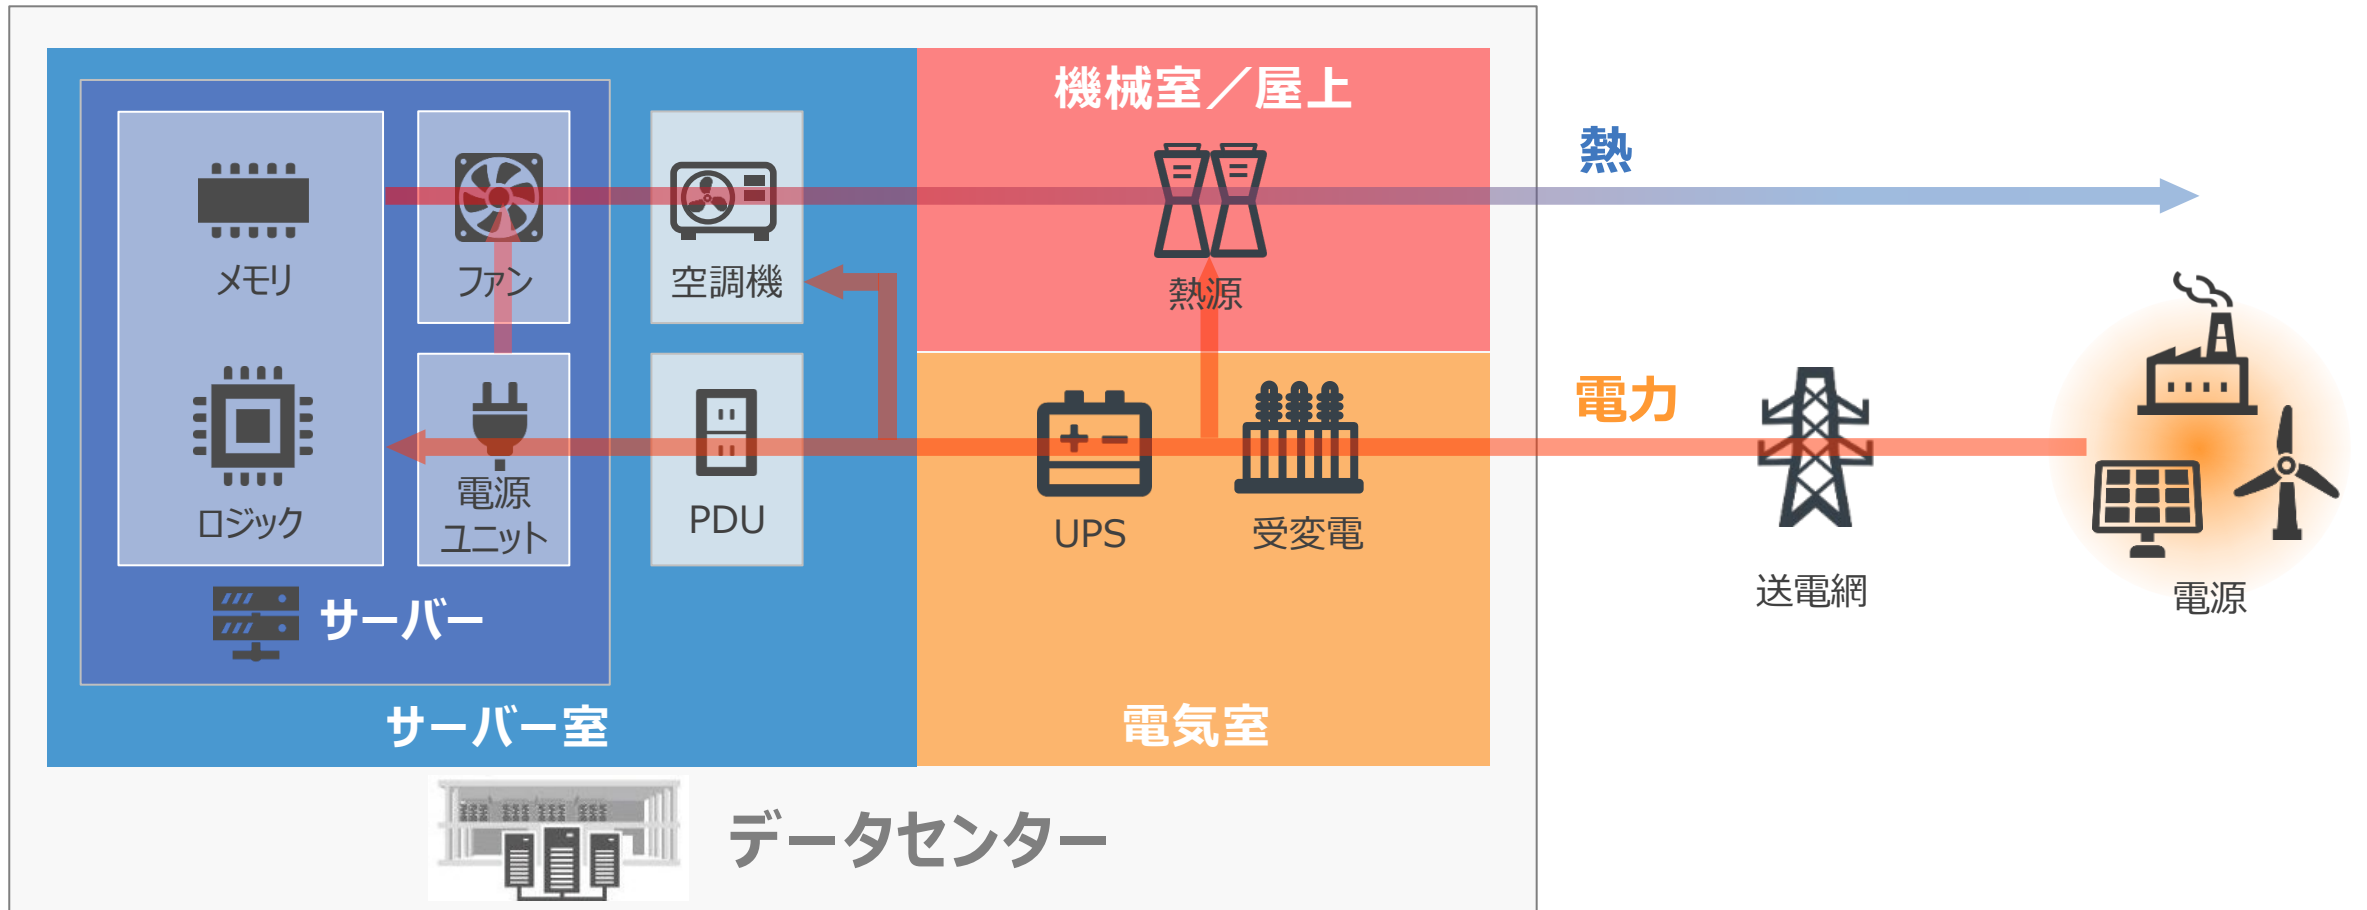 機械室／屋上
熱
メモリ
ファン
空調機
熱源
電力
ロジック
電源
ユニット
PDU
UPS
受変電
送電網
電源
サーバー
サーバー室
電気室
データセンター